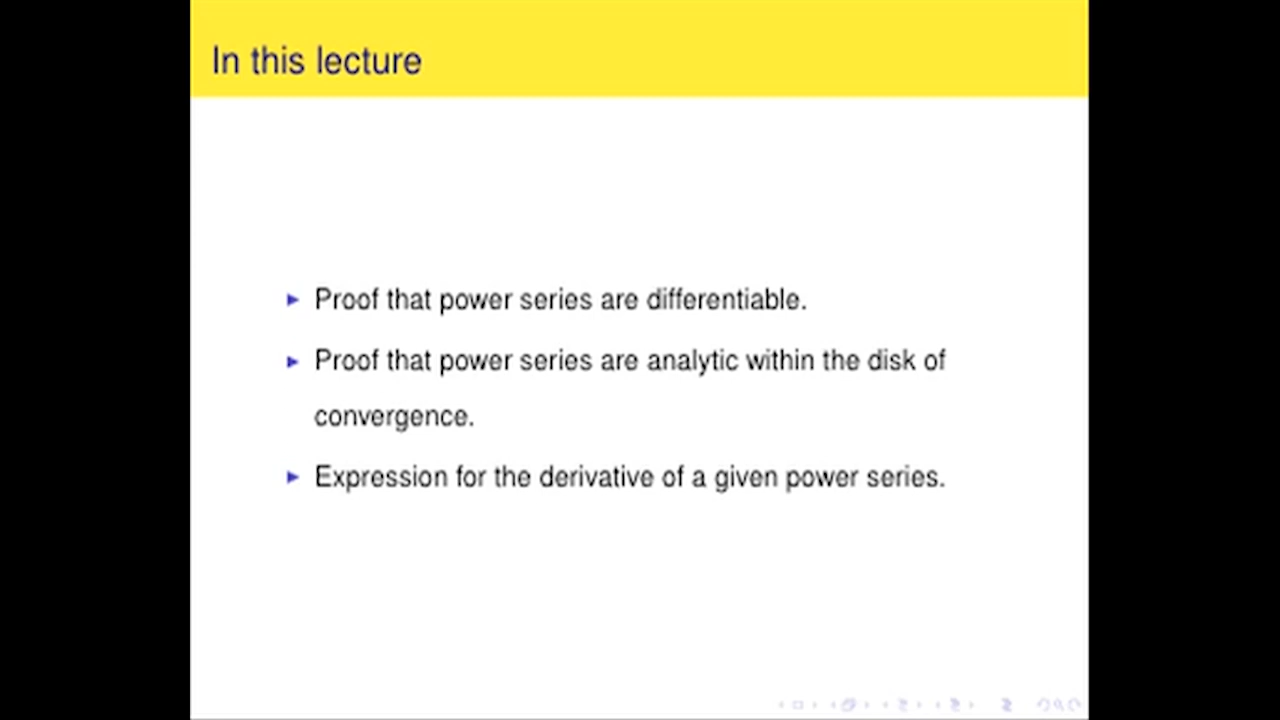 In this lecture
Proof that power series are differentiable.
Proof that power series are analytic within the disk of
convergence.
Expression for the derivative of a given power series.